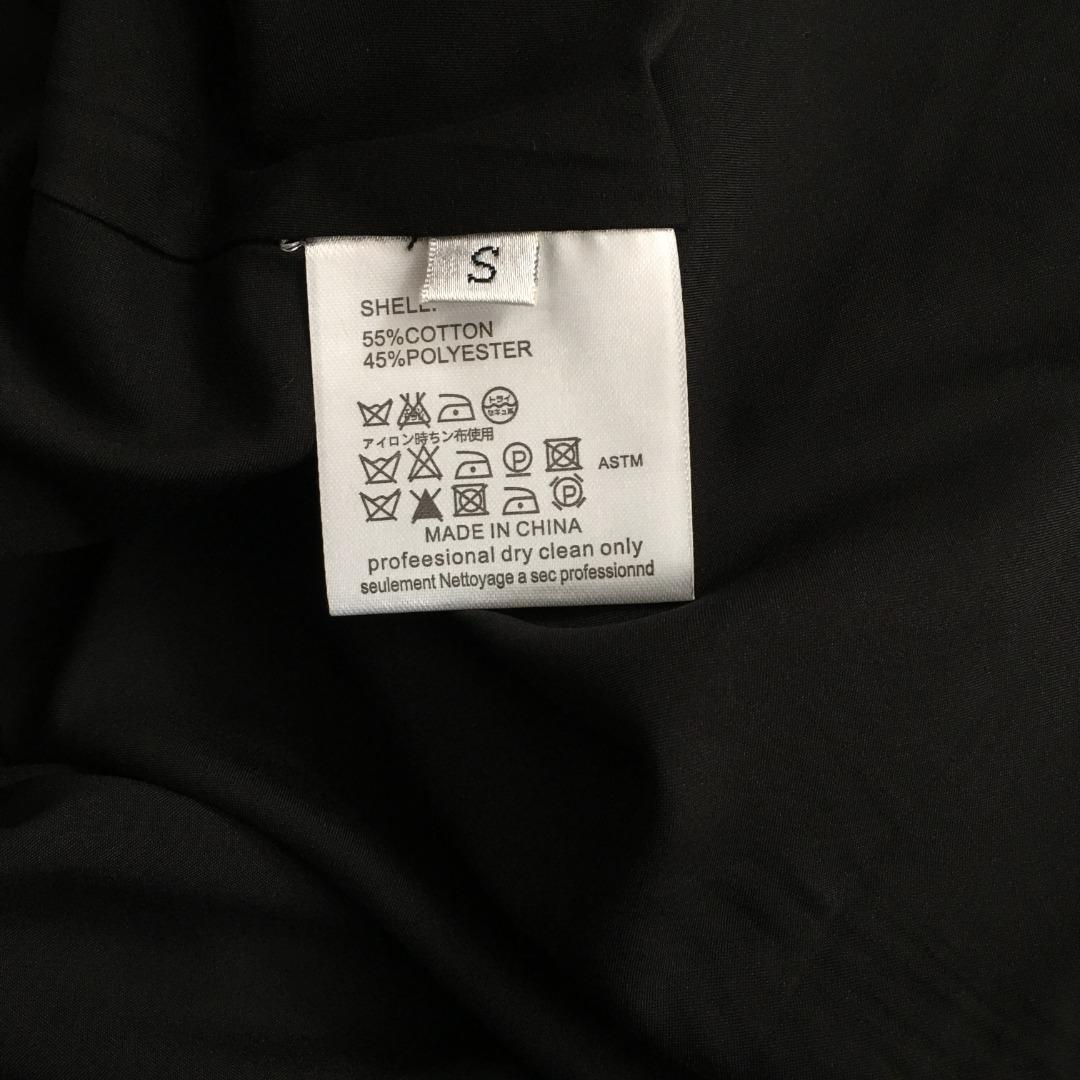 S
SHELL:
55%COTTON
45%POLYESTER
アイロン時ちン布使用
P
ASTM
P
MADE IN CHINA
profeesional dry clean only
seulement Nettoyage a sec professionnd